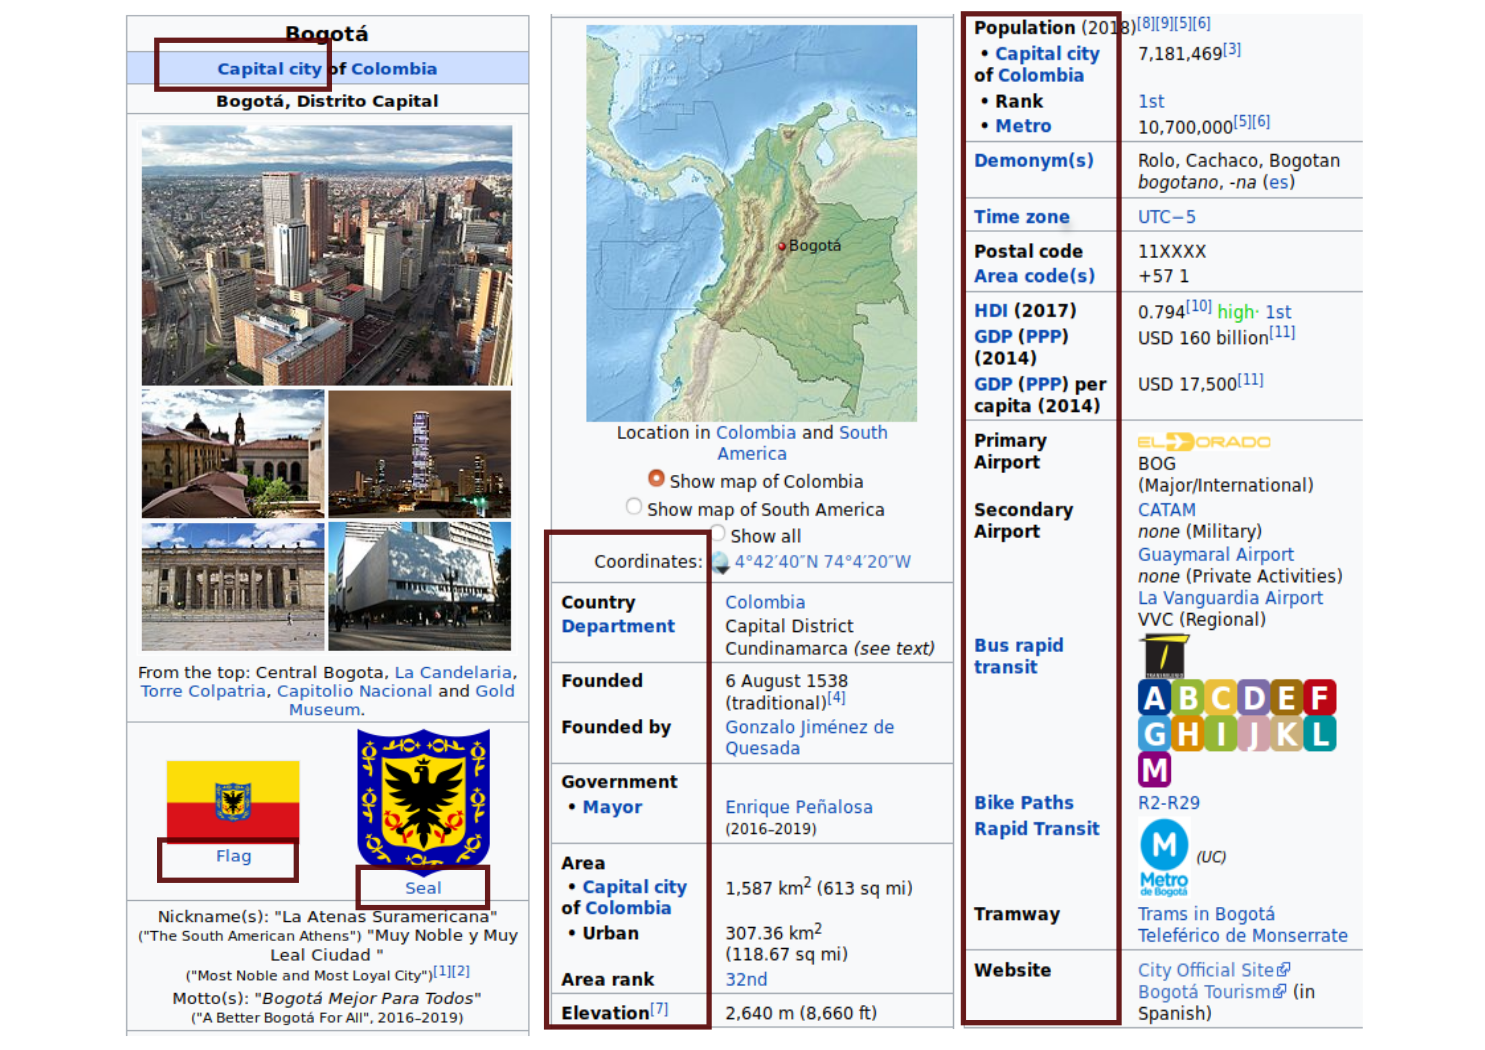 Bogotá
Capital city of Colombia
Bogotá, Distrito Capital
From the top: Central Bogota, La Candelaria,
Torre Colpatria, Capitolio Nacional and Gold
Museum.
Flag
Seal
Nickname(s): "La Atenas Suramericana"
("The South American Athens") "Muy Noble y Muy
Leal Ciudad "
("Most Noble and Most Loyal City")[1][2]
Motto(s): "Bogotá Mejor Para Todos"
("A Better Bogotá For All", 2016–2019)
Bogotá
Location in Colombia and South
America
Show map of Colombia
Show map of South America
Show all
Coordinates: 4°42′40″N 74°4′20″W
Country Colombia
Department Capital District
Cundinamarca (see text)
Founded 6 August 1538
(traditional)[4]
Founded by Gonzalo Jiménez de
Quesada
Government
• Mayor Enrique Peñalosa
(2016–2019)
Area
• Capital city 1,587 km2 (613 sq mi)
of Colombia
• Urban 307.36 km2
(118.67 sq mi)
Area rank 32nd
Elevation[7] 2,640 m (8,660 ft)
Population (2018)[8][9][5][6]
• Capital city 7,181,469[3]
of Colombia
• Rank 1st
• Metro 10,700,000[5][6]
Demonym(s) Rolo, Cachaco, Bogotan
bogotano, -na (es)
Time zone UTC−5
Postal code 11XXXX
Area code(s) +57 1
HDI (2017) 0.794[10] high· 1st
GDP (PPP) USD 160 billion[11]
(2014)
GDP (PPP) per USD 17,500[11]
capita (2014)
Primary EL DORADO
Airport BOG
(Major/International)
Secondary CATAM
Airport none (Military)
Guaymaral Airport
none (Private Activities)
La Vanguardia Airport
VVC (Regional)
Bus rapid
transit
A B C D E F
G H I J K L
M
Bike Paths R2-R29
Rapid Transit M (UC)
Metro
de Bogotá
Tramway Trams in Bogotá
Teleférico de Monserrate
Website City Official Site
Bogotá Tourism (in
Spanish)